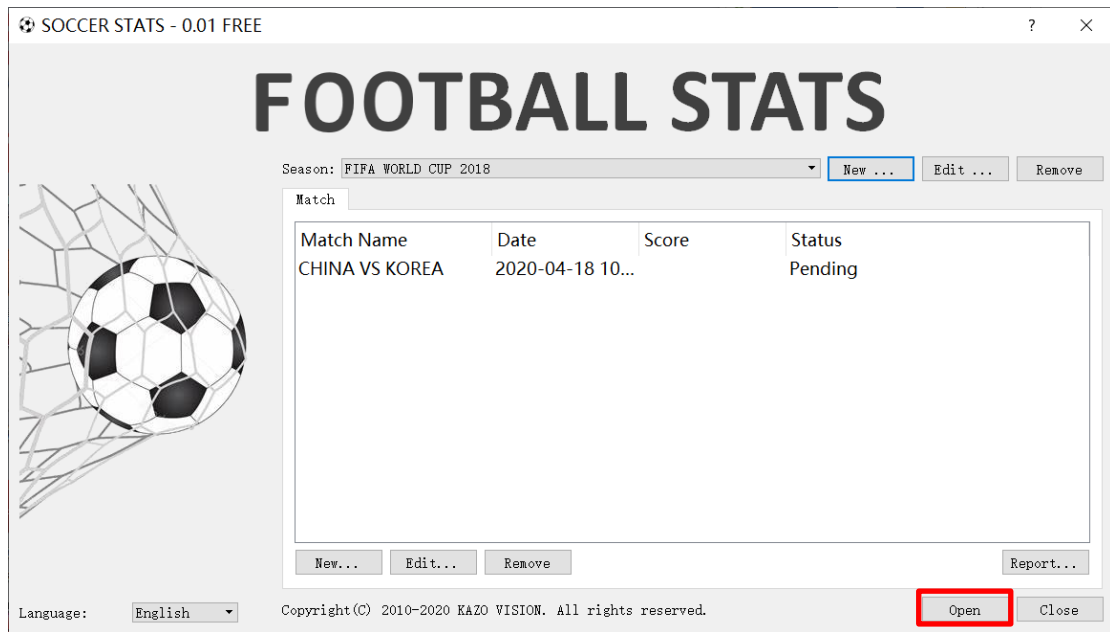 SOCCER STATS - 0.01 FREE ?
FOOTBALL STATS
Season: FIFA WORLD CUP 2018 New ... Edit ... Remove
Match
Match Name Date Score Status
CHINA VS KOREA 2020-04-18 10... Pending
New... Edit... Remove Report...
Language: English Copyright(C) 2010-2020 KAZO VISION. All rights reserved. Open Close